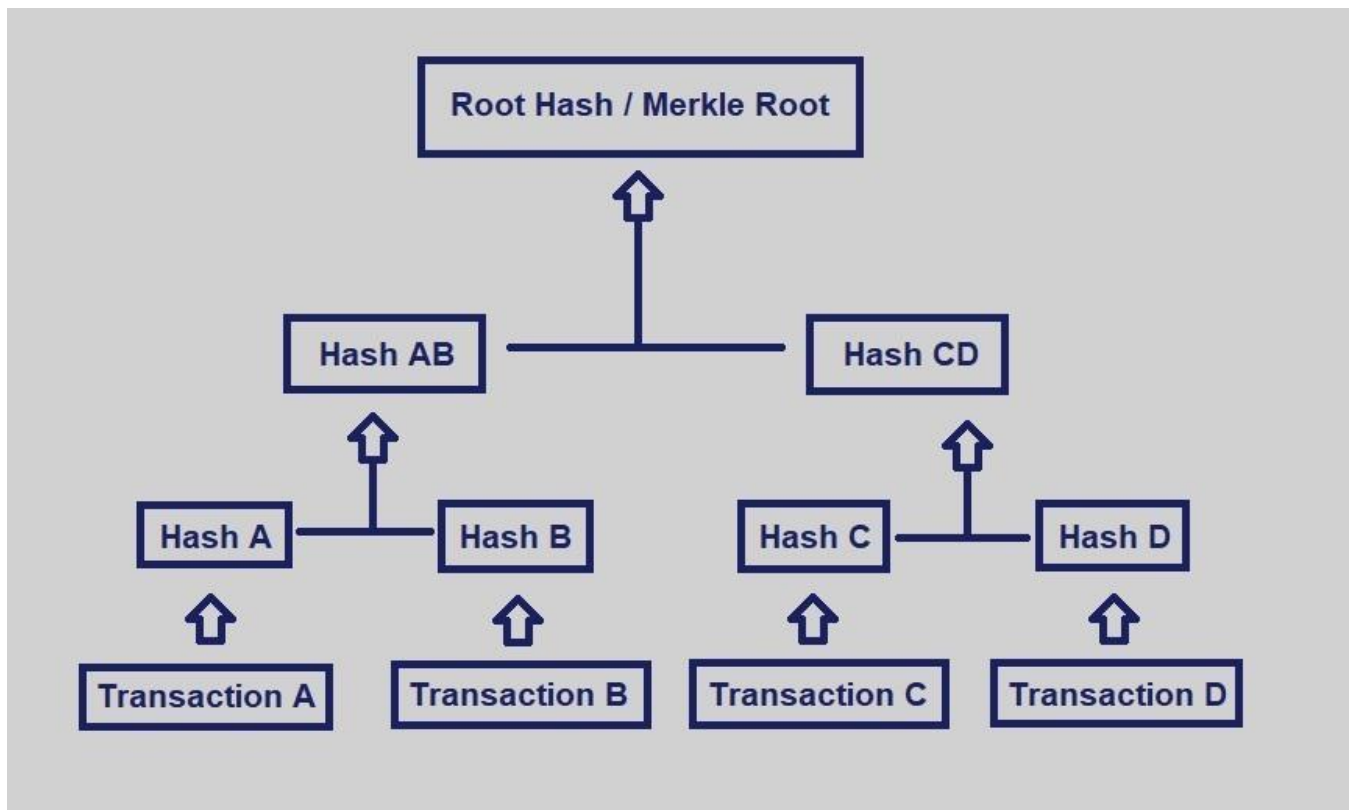 Root Hash / Merkle Root
Hash AB
Hash CD
Hash A
Hash B
Hash C
Hash D
Transaction A
Transaction B
Transaction C
Transaction D